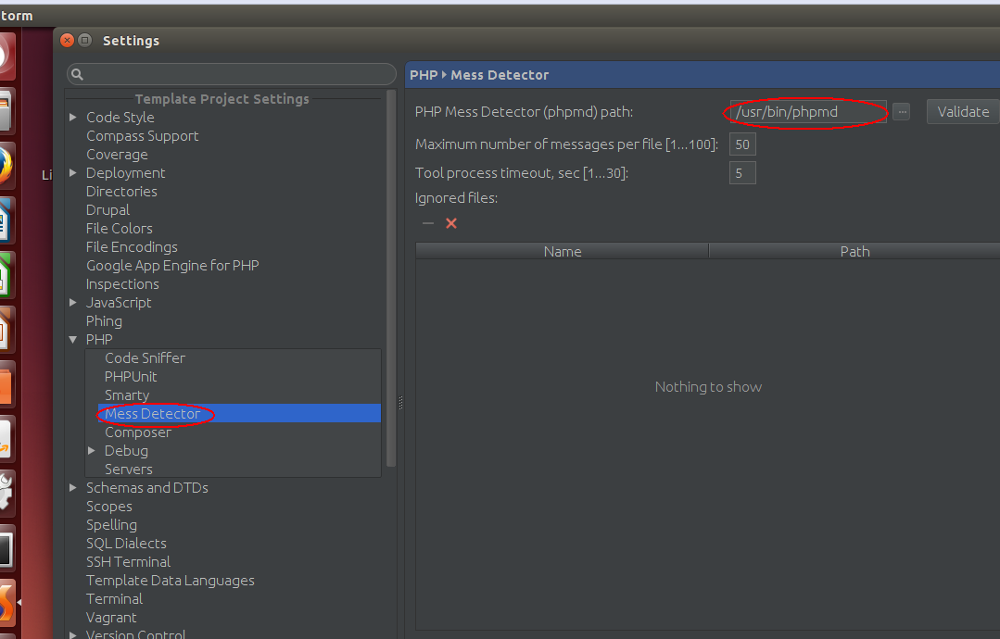 torm
Settings
Template Project Settings
Code Style
Compass Support
Coverage
Deployment
Directories
Drupal
File Colors
File Encodings
Google App Engine for PHP
Inspections
JavaScript
Phing
PHP
Code Sniffer
PHPUnit
Smarty
Mess Detector
Composer
Debug
Servers
Schemas and DTDs
Scopes
Spelling
SQL Dialects
SSH Terminal
Template Data Languages
Terminal
Vagrant
Version Control
Li
PHP Mess Detector
PHP Mess Detector (phpmd) path: /usr/bin/phpmd ... Validate
Maximum number of messages per file [1...100]: 50
Tool process timeout, sec [1...30]: 5
Ignored files:
Name Path
Nothing to show